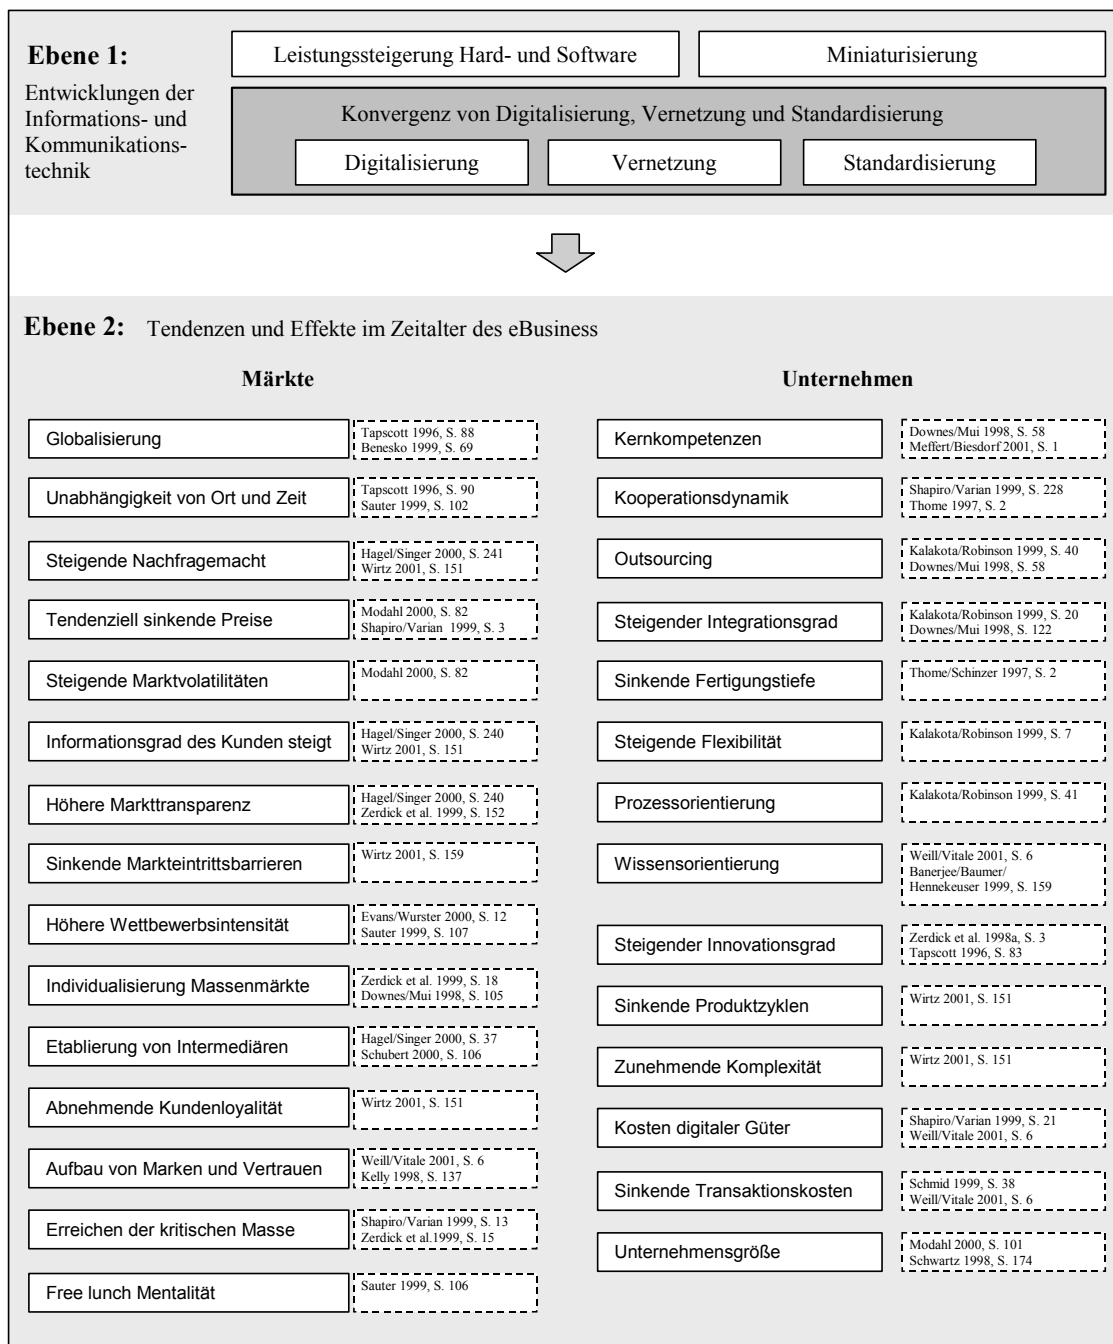 Ebene 1:
Entwicklungen der
Informations- und
Kommunikations-
technik
Leistungssteigerung Hard- und Software
Miniaturisierung
Konvergenz von Digitalisierung, Vernetzung und Standardisierung
Digitalisierung
Vernetzung
Standardisierung
Ebene 2: Tendenzen und Effekte im Zeitalter des eBusiness
Märkte
Globalisierung
Tapscott 1996, S. 88
Benesko 1999, S. 69
Unabhängigkeit von Ort und Zeit
Tapscott 1996, S. 90
Sauter 1999, S. 102
Steigende Nachfragemacht
Hagel/Singer 2000, S. 241
Wirtz 2001, S. 151
Tendenziell sinkende Preise
Modahl 2000, S. 82
Shapiro/Varian 1999, S. 3
Steigende Marktvolatilitäten
Modahl 2000, S. 82
Informationsgrad des Kunden steigt
Hagel/Singer 2000, S. 240
Wirtz 2001, S. 151
Höhere Markttransparenz
Hagel/Singer 2000, S. 240
Zerdick et al. 1999, S. 152
Sinkende Markteintrittsbarrieren
Wirtz 2001, S. 159
Höhere Wettbewerbsintensität
Evans/Wurster 2000, S. 12
Sauter 1999, S. 107
Individualisierung Massenmärkte
Zerdick et al. 1999, S. 18
Downes/Mui 1998, S. 105
Etablierung von Intermediären
Hagel/Singer 2000, S. 37
Schubert 2000, S. 106
Abnehmende Kundenloyalität
Wirtz 2001, S. 151
Aufbau von Marken und Vertrauen
Weill/Vitale 2001, S. 6
Kelly 1998, S. 137
Erreichen der kritischen Masse
Shapiro/Varian 1999, S. 13
Zerdick et al.1999, S. 15
Free lunch Mentalität
Sauter 1999, S. 106
Unternehmen
Kernkompetenzen
Downes/Mui 1998, S. 58
Meffert/Biesdorf 2001, S. 1
Kooperationsdynamik
Shapiro/Varian 1999, S. 228
Thome 1997, S. 2
Outsourcing
Kalakota/Robinson 1999, S. 40
Downes/Mui 1998, S. 58
Steigender Integrationsgrad
Kalakota/Robinson 1999, S. 20
Downes/Mui 1998, S. 122
Sinkende Fertigungstiefe
Thome/Schinzer 1997, S. 2
Steigende Flexibilität
Kalakota/Robinson 1999, S. 7
Prozessorientierung
Kalakota/Robinson 1999, S. 41
Wissensorientierung
Weill/Vitale 2001, S. 6
Banerjee/Baumer/
Hennekeuser 1999, S. 159
Steigender Innovationsgrad
Zerdick et al. 1998a, S. 3
Tapscott 1996, S. 83
Sinkende Produktzyklen
Wirtz 2001, S. 151
Zunehmende Komplexität
Wirtz 2001, S. 151
Kosten digitaler Güter
Shapiro/Varian 1999, S. 21
Weill/Vitale 2001, S. 6
Sinkende Transaktionskosten
Schmid 1999, S. 38
Weill/Vitale 2001, S. 6
Unternehmensgröße
Modahl 2000, S. 101
Schwartz 1998, S. 174